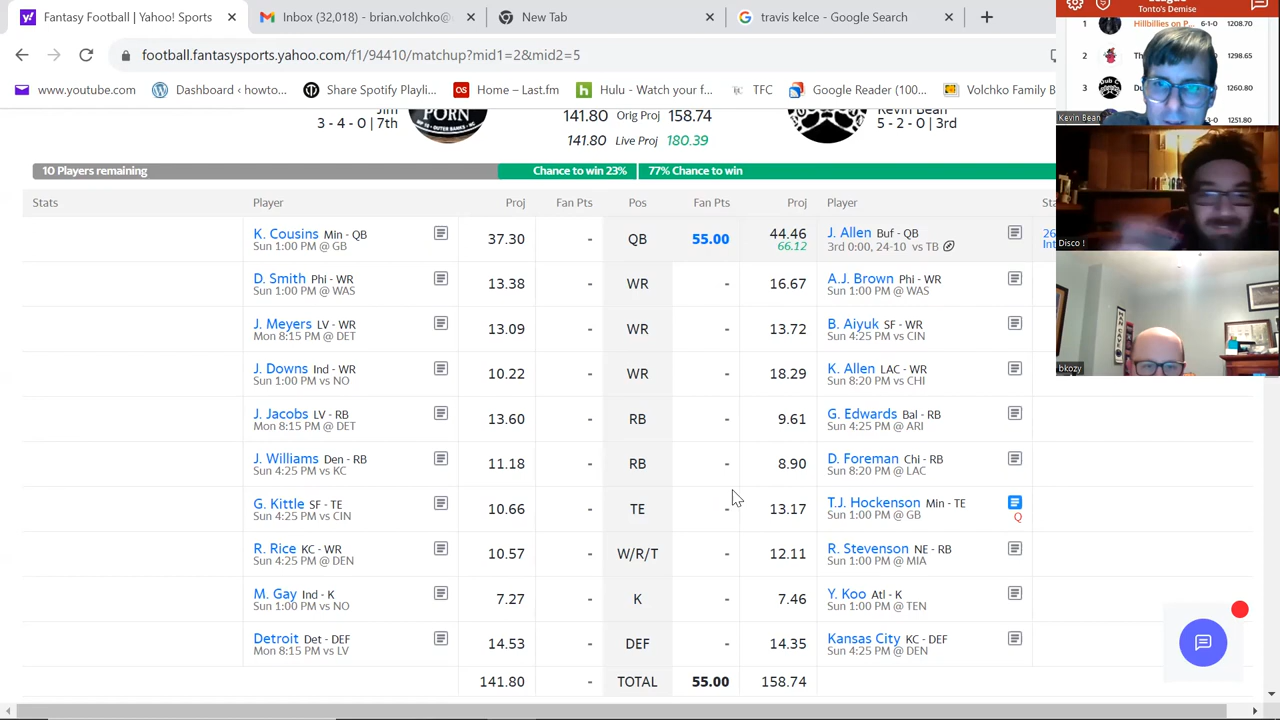 Fantasy Football | Yahoo! Sports
Inbox (32,018) - brian.volchko@
New Tab
travis kelce - Google Search
football.fantasysports.yahoo.com/f1/94410/matchup?mid1=2&mid2=5
www.youtube.com
Dashboard ‹ howto...
Share Spotify Playli...
Home – Last.fm
Hulu - Watch your f...
TFC
Google Reader (100...
Volchko Family B
Tonto's Demise
1 Hillbillies on P... 6-1-0 1208.70
2 1298.65
3 1260.80
1251.80
Kevin Bean
Disco !
bkozy
MAN CAVE
3 - 4 - 0 | 7th
PORN
OUTER BANKS
141.80 Orig Proj 158.74
141.80 Live Proj 180.39
Kevin Bean
5 - 2 - 0 | 3rd
10 Players remaining Chance to win 23% 77% Chance to win
Stats Player Proj Fan Pts Pos Fan Pts Proj Player
K. Cousins Min - QB 37.30 - QB 55.00 44.46 J. Allen Buf - QB
Sun 1:00 PM @ GB 66.12 3rd 0:00, 24-10 vs TB
D. Smith Phi - WR 13.38 - WR - 16.67 A.J. Brown Phi - WR
Sun 1:00 PM @ WAS Sun 1:00 PM @ WAS
J. Meyers LV - WR 13.09 - WR - 13.72 B. Aiyuk SF - WR
Mon 8:15 PM @ DET Sun 4:25 PM vs CIN
J. Downs Ind - WR 10.22 - WR - 18.29 K. Allen LAC - WR
Sun 1:00 PM vs NO Sun 8:20 PM vs CHI
J. Jacobs LV - RB 13.60 - RB - 9.61 G. Edwards Bal - RB
Mon 8:15 PM @ DET Sun 4:25 PM @ ARI
J. Williams Den - RB 11.18 - RB - 8.90 D. Foreman Chi - RB
Sun 4:25 PM vs KC Sun 8:20 PM @ LAC
G. Kittle SF - TE 10.66 - TE - 13.17 T.J. Hockenson Min - TE
Sun 4:25 PM vs CIN Sun 1:00 PM @ GB Q
R. Rice KC - WR 10.57 - W/R/T - 12.11 R. Stevenson NE - RB
Sun 4:25 PM @ DEN Sun 1:00 PM @ MIA
M. Gay Ind - K 7.27 - K - 7.46 Y. Koo Atl - K
Sun 1:00 PM vs NO Sun 1:00 PM @ TEN
Detroit Det - DEF 14.53 - DEF - 14.35 Kansas City KC - DEF
Mon 8:15 PM vs LV Sun 4:25 PM @ DEN
141.80 - TOTAL 55.00 158.74